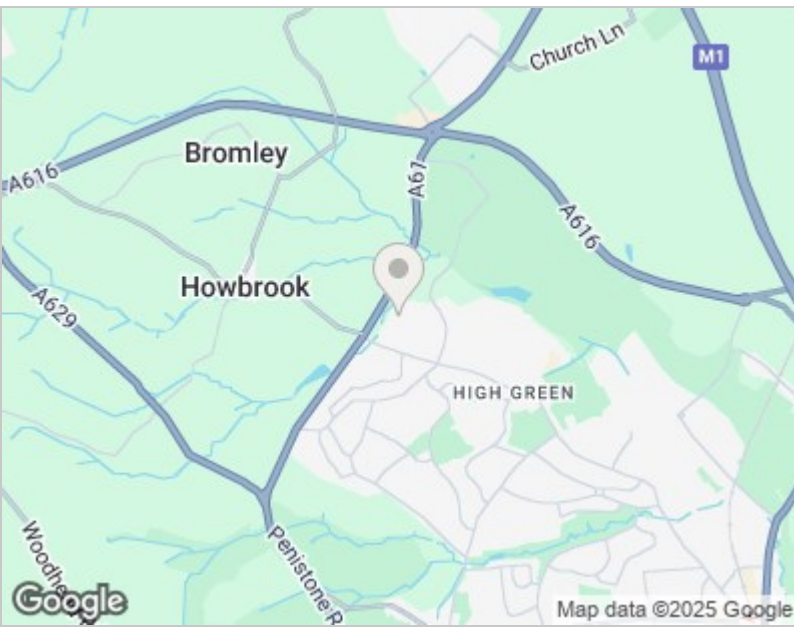 Church Ln
M1
Bromley
A616
A61
A616
Howbrook
A629
HIGH GREEN
Woodhe
Penistone R
Google
Map data ©2025 Google